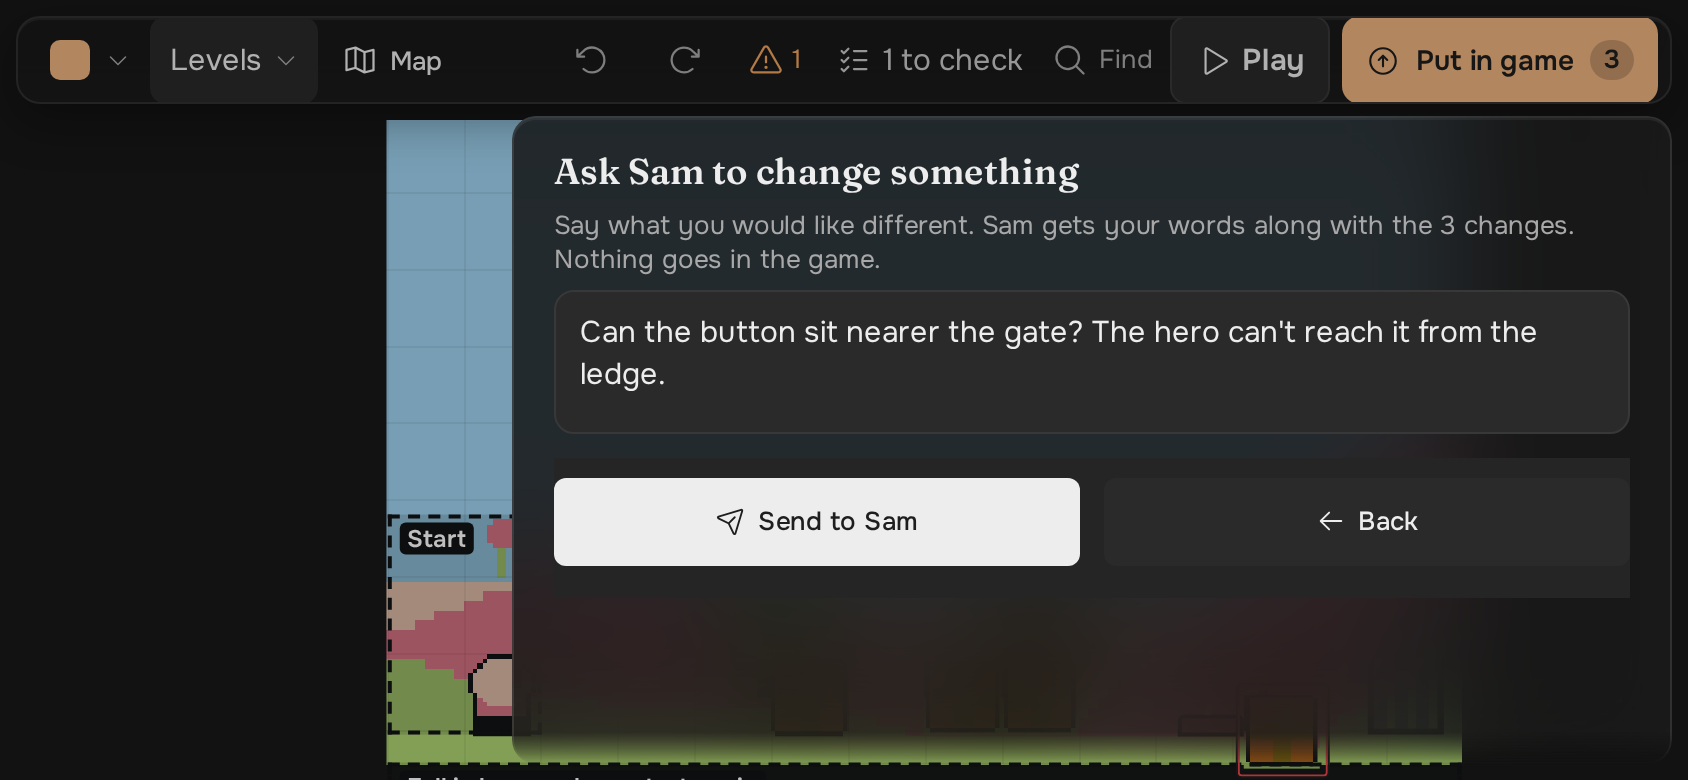 Levels
Map
1
1 to check
Find
Play
Put in game 3
Ask Sam to change something
Say what you would like different. Sam gets your words along with the 3 changes.
Nothing goes in the game.
Can the button sit nearer the gate? The hero can't reach it from the
ledge.
Send to Sam
Back
Start